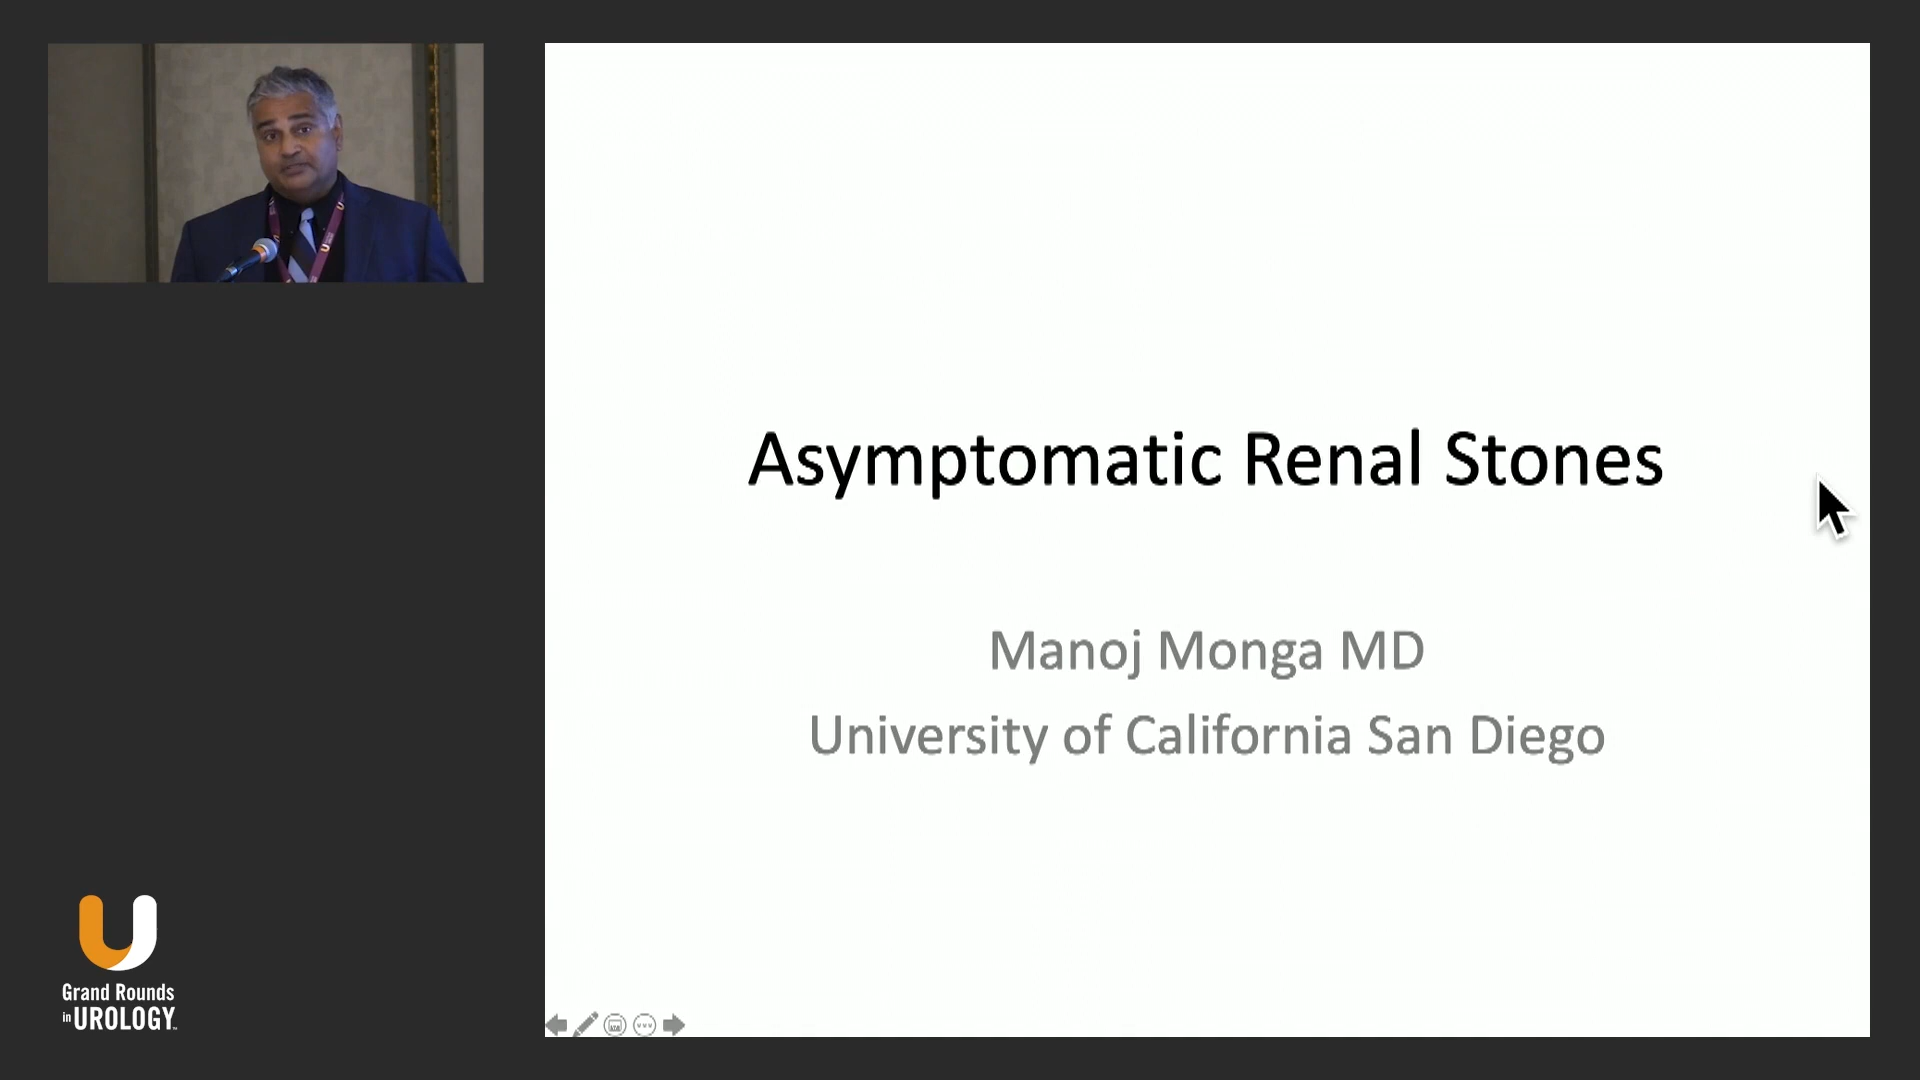 Asymptomatic Renal Stones
Manoj Monga MD
University of California San Diego
Grand Rounds
in UROLOGY